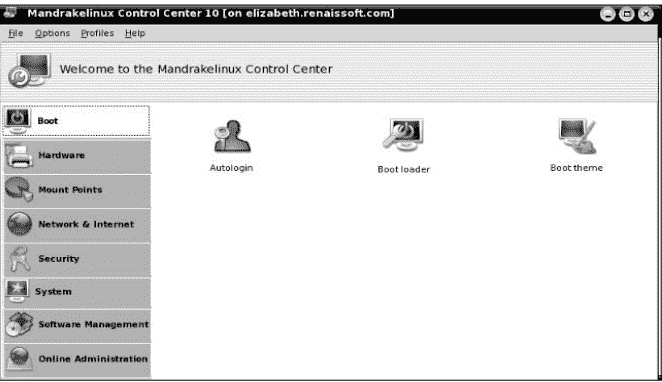 Mandrakelinux Control Center 10 [on elizabeth.renaissoft.com]
File Options Profiles Help
Welcome to the Mandrakelinux Control Center
Boot
Hardware
Mount Points
Network & Internet
Security
System
Software Management
Online Administration
Autologin
Boot loader
Boot theme